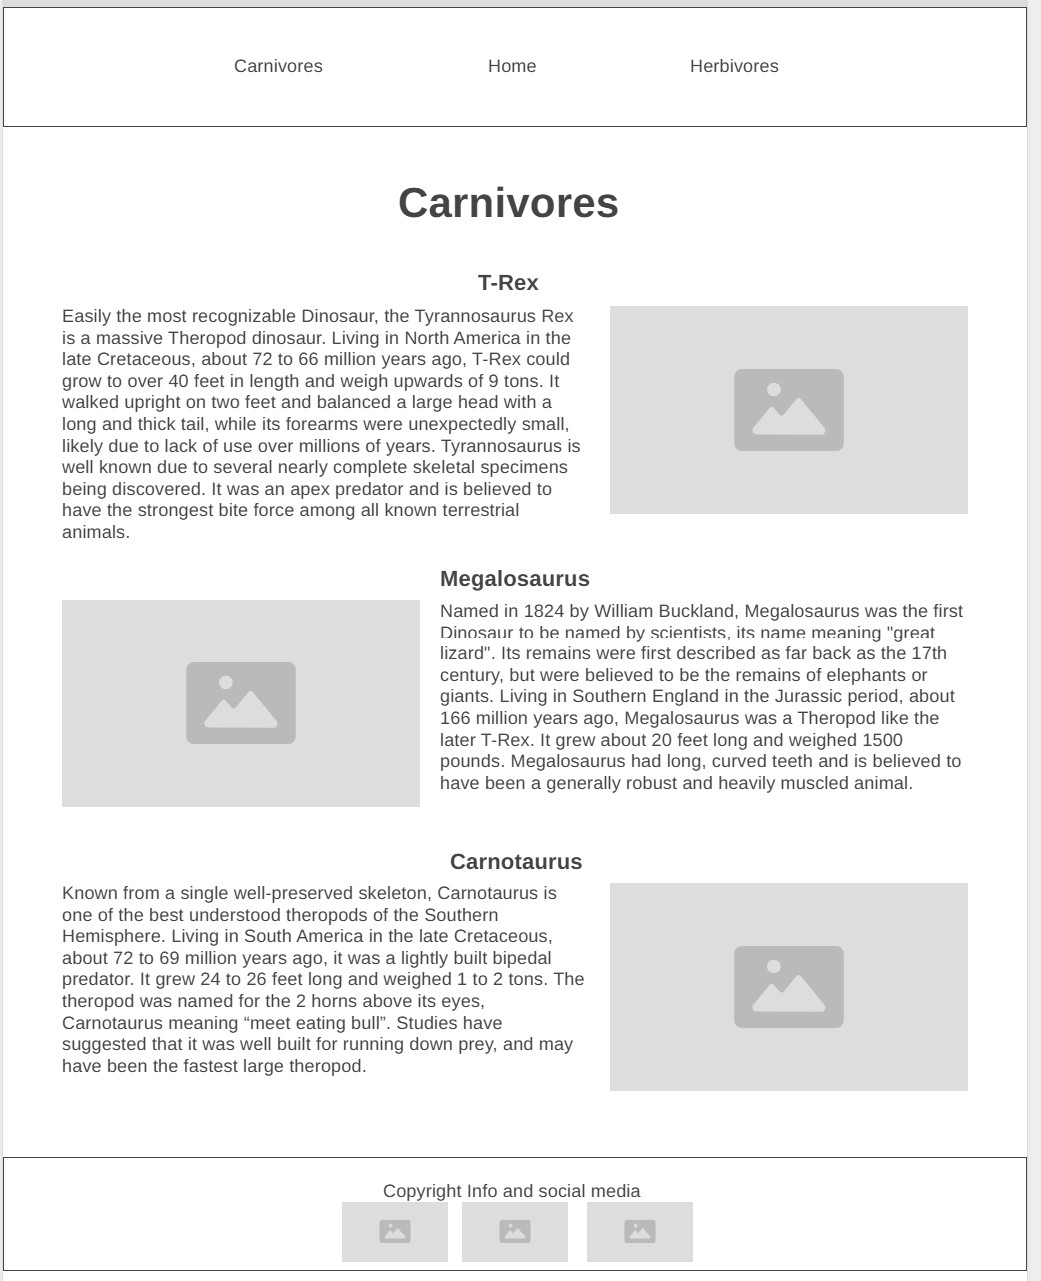 Carnivores Home Herbivores
Carnivores
T-Rex
Easily the most recognizable Dinosaur, the Tyrannosaurus Rex
is a massive Theropod dinosaur. Living in North America in the
late Cretaceous, about 72 to 66 million years ago, T-Rex could
grow to over 40 feet in length and weigh upwards of 9 tons. It
walked upright on two feet and balanced a large head with a
long and thick tail, while its forearms were unexpectedly small,
likely due to lack of use over millions of years. Tyrannosaurus is
well known due to several nearly complete skeletal specimens
being discovered. It was an apex predator and is believed to
have the strongest bite force among all known terrestrial
animals.
Megalosaurus
Named in 1824 by William Buckland, Megalosaurus was the first
Dinosaur to be named by scientists, its name meaning "great
lizard". Its remains were first described as far back as the 17th
century, but were believed to be the remains of elephants or
giants. Living in Southern England in the Jurassic period, about
166 million years ago, Megalosaurus was a Theropod like the
later T-Rex. It grew about 20 feet long and weighed 1500
pounds. Megalosaurus had long, curved teeth and is believed to
have been a generally robust and heavily muscled animal.
Carnotaurus
Known from a single well-preserved skeleton, Carnotaurus is
one of the best understood theropods of the Southern
Hemisphere. Living in South America in the late Cretaceous,
about 72 to 69 million years ago, it was a lightly built bipedal
predator. It grew 24 to 26 feet long and weighed 1 to 2 tons. The
theropod was named for the 2 horns above its eyes,
Carnotaurus meaning “meet eating bull”. Studies have
suggested that it was well built for running down prey, and may
have been the fastest large theropod.
Copyright Info and social media